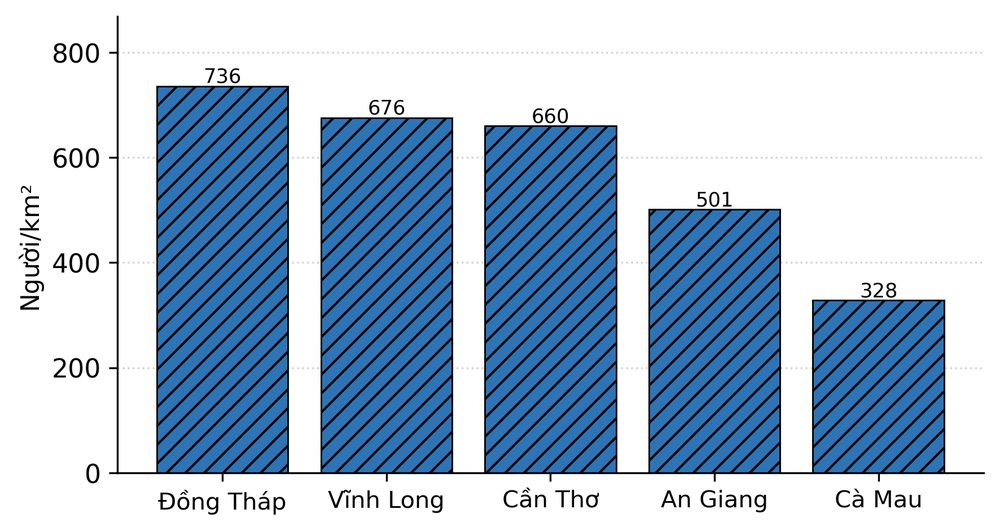 Người/km²
800
600
400
200
0
736
676
660
501
328
Đồng Tháp
Vĩnh Long
Cần Thơ
An Giang
Cà Mau